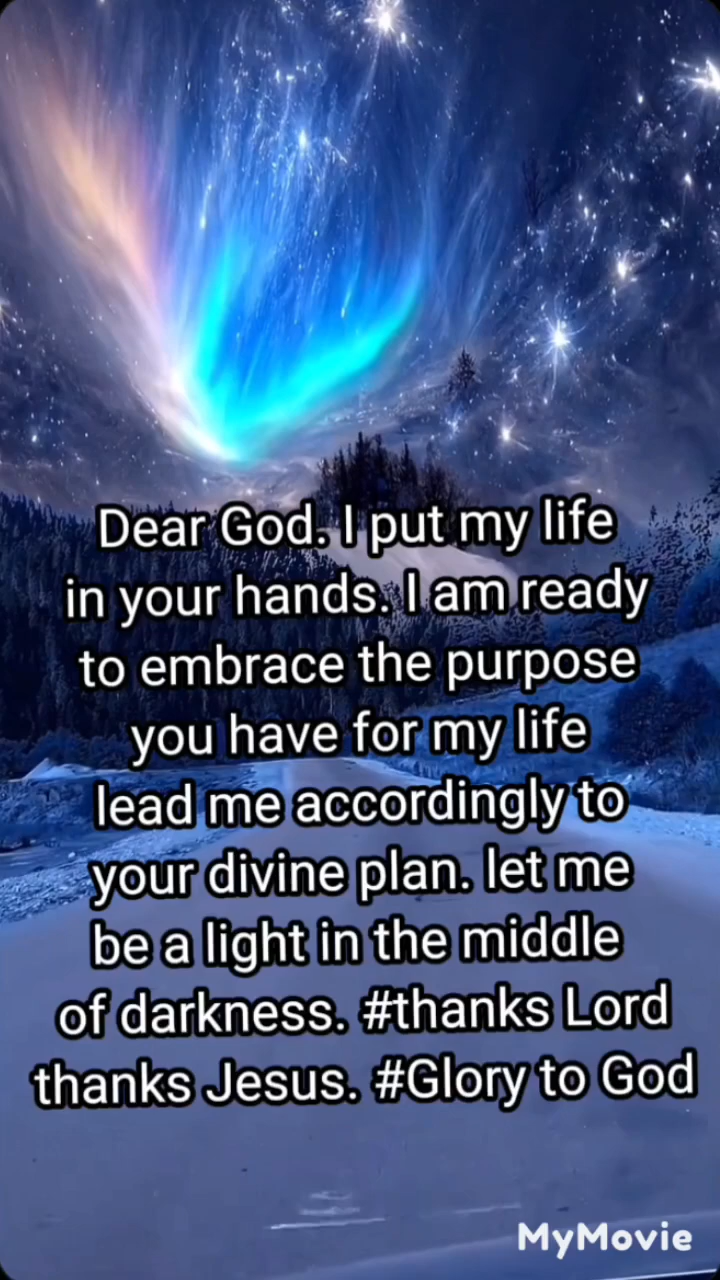 Dear God. I put my life
in your hands. I am ready
to embrace the purpose
you have for my life
lead me accordingly to
your divine plan. let me
be a light in the middle
of darkness. #thanks Lord
thanks Jesus. #Glory to God
MyMovie